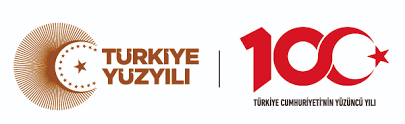 TÜRKİYE
YÜZYILI
100
TÜRKİYE CUMHURİYETİ'NİN YÜZÜNCÜ YILI